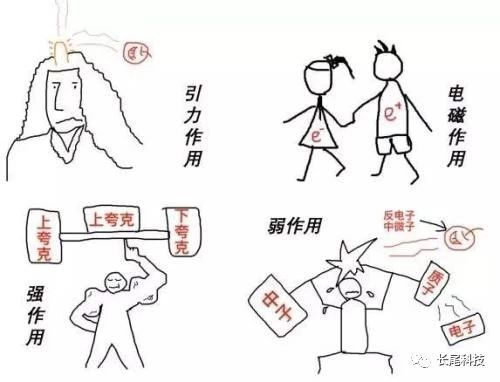 引力作用
e⁻
e⁺
电磁作用
上夸克
上夸克
下夸克
强作用
弱作用
反电子
中微子
中子
质子
电子
长尾科技